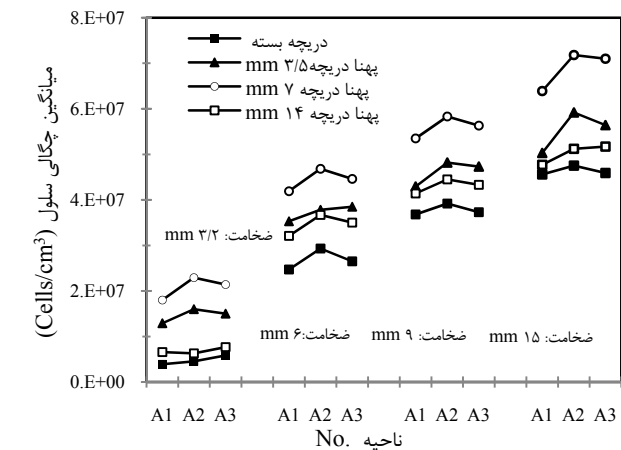 8.E+07
6.E+07
4.E+07
2.E+07
0.E+00
میانگین چگالی سلول
(Cells/cm³)
دریچه بسته
پهنا دریچه۳/۵ mm
پهنا دریچه ۷ mm
پهنا دریچه ۱۴ mm
ضخامت: ۳/۲ mm
ضخامت:۶ mm
ضخامت: ۹ mm
ضخامت: ۱۵ mm
A1 A2 A3 A1 A2 A3 A1 A2 A3 A1 A2 A3
ناحیه No.